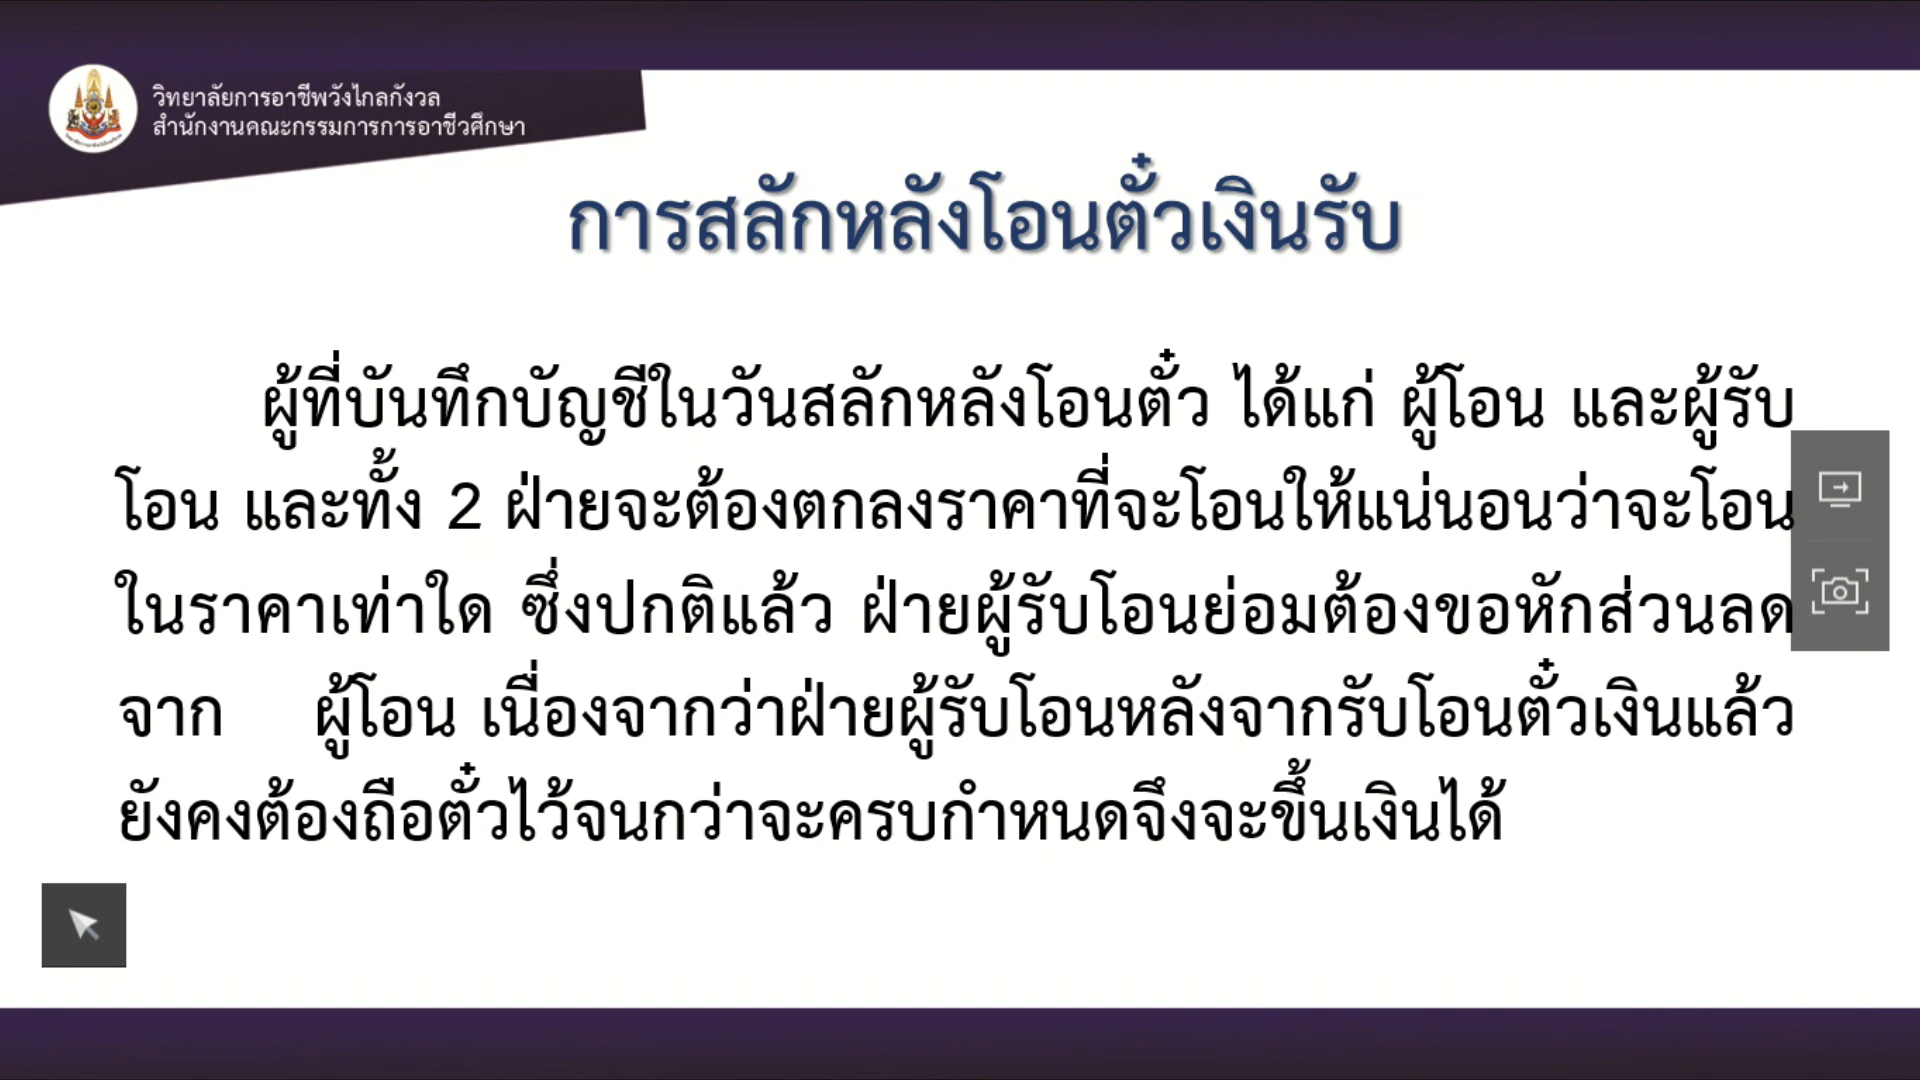 วิทยาลัยการอาชีพวังไกลกังวล
สำนักงานคณะกรรมการการอาชีวศึกษา
การสลักหลังโอนตั๋วเงินรับ
ผู้ที่บันทึกบัญชีในวันสลักหลังโอนตั๋ว ได้แก่ ผู้โอน และผู้รับ
โอน และทั้ง 2 ฝ่ายจะต้องตกลงราคาที่จะโอนให้แน่นอนว่าจะโอน
ในราคาเท่าใด ซึ่งปกติแล้ว ฝ่ายผู้รับโอนย่อมต้องขอหักส่วนลด
จาก ผู้โอน เนื่องจากว่าฝ่ายผู้รับโอนหลังจากรับโอนตั๋วเงินแล้ว
ยังคงต้องถือตั๋วไว้จนกว่าจะครบกำหนดจึงจะขึ้นเงินได้